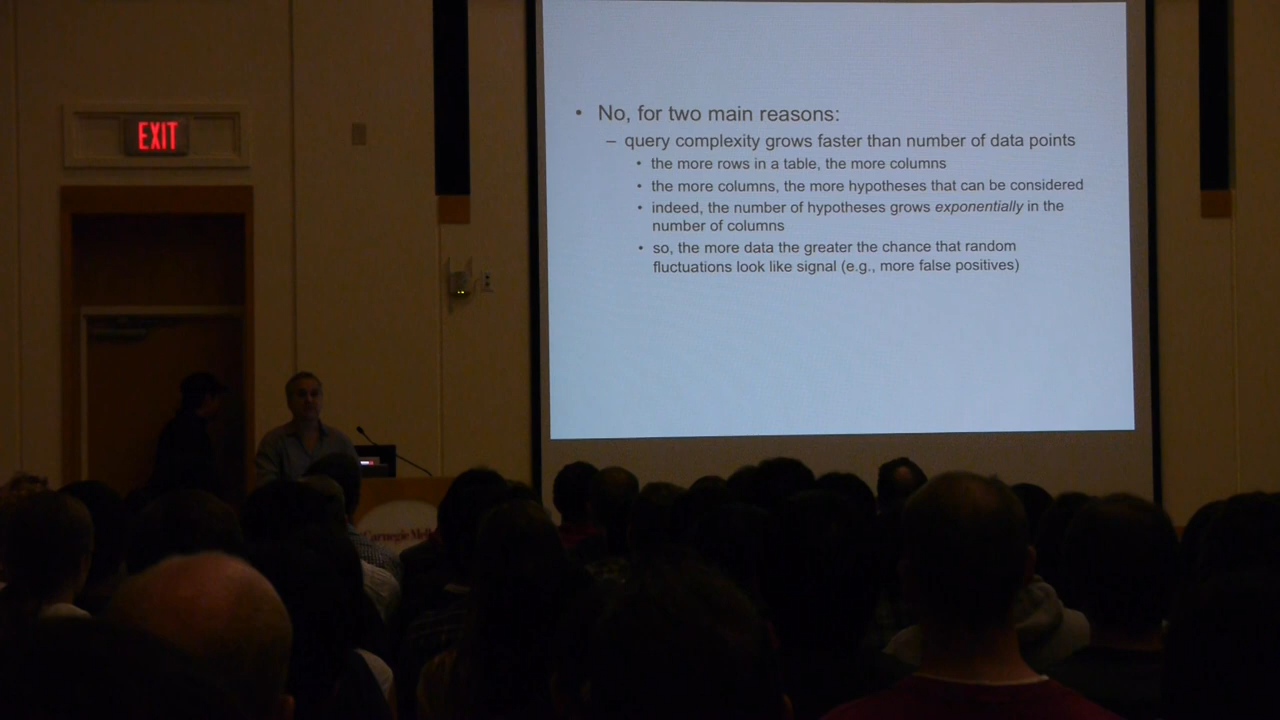 EXIT
• No, for two main reasons:
– query complexity grows faster than number of data points
• the more rows in a table, the more columns
• the more columns, the more hypotheses that can be considered
• indeed, the number of hypotheses grows exponentially in the
number of columns
• so, the more data the greater the chance that random
fluctuations look like signal (e.g., more false positives)
Carnegie